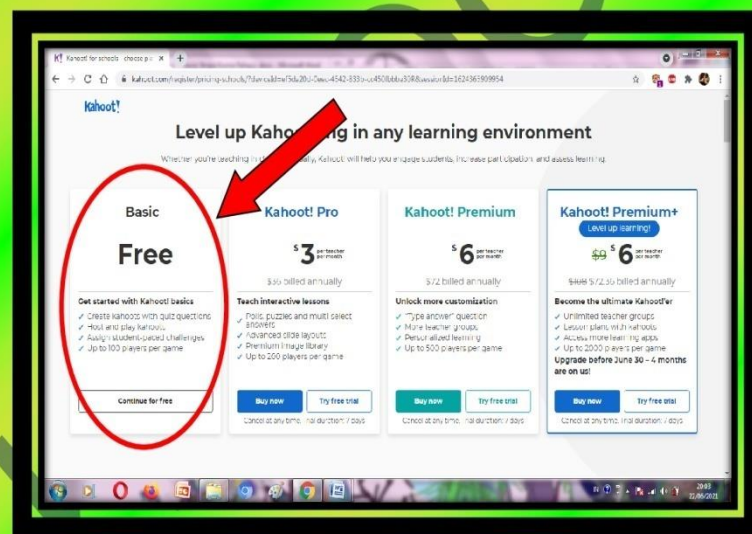 Kahoot! for schools: choose p
kahoot.com/register/pricing-schools/?deviceId=
Kahoot!
Level up Kahoo ng in any learning environment
Whether you're teaching in ally, Kahoot! will help you engage students, increase participation, and assess learning.
Basic
Free
Get started with Kahoot! basics
✓ Create kahoots with quiz questions
✓ Host and play kahoots
✓ Assign student-paced challenges
✓ Up to 100 players per game
Continue for free
Kahoot! Pro
$3 per teacher
per month
$36 billed annually
Teach interactive lessons
✓ Polls, puzzles and multi select
answers
✓ Advanced slide layouts
✓ Premium image library
✓ Up to 200 players per game
Buy now
Try free trial
Cancel at any time. Trial duration: 7 days
Kahoot! Premium
$6 per teacher
per month
$72 billed annually
Unlock more customization
✓ "Type answer" question
✓ More teacher groups
✓ Personalized learning
✓ Up to 500 players per game
Buy now
Try free trial
Cancel at any time. Trial duration: 7 days
Kahoot! Premium+
Level up learning!
$9 $6 per teacher
per month
$108 $72.36 billed annually
Become the ultimate Kahoot!'er
✓ Unlimited teacher groups
✓ Lesson plans with kahoots
✓ Access more learning apps
✓ Up to 2000 players per game
Upgrade before June 30 – 4 months
are on us!
Buy now
Try free trial
Cancel at any time. Trial duration: 7 days
20:03
22/06/2021